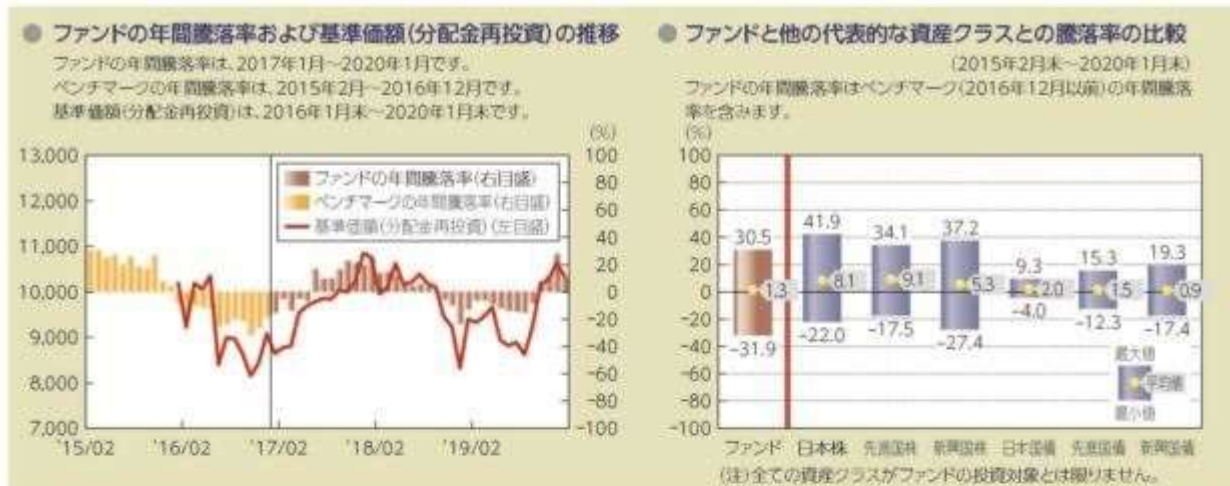 ● ファンドの年間騰落率および基準価額(分配金再投資)の推移
ファンドの年間騰落率は、2017年1月～2020年1月です。
ベンチマークの年間騰落率は、2015年2月～2016年12月です。
基準価額(分配金再投資)は、2016年1月末～2020年1月末です。
(%)
13,000
12,000
11,000
10,000
9,000
8,000
7,000
100
80
60
40
20
0
-20
-40
-60
-80
-100
ファンドの年間騰落率(右目盛)
ベンチマークの年間騰落率(右目盛)
基準価額(分配金再投資)(左目盛)
'15/02 '16/02 '17/02 '18/02 '19/02
● ファンドと他の代表的な資産クラスとの騰落率の比較
(2015年2月末～2020年1月末)
ファンドの年間騰落率はベンチマーク(2016年12月以前)の年間騰落
率を含みます。
(%)
100
80
60
40
20
0
-20
-40
-60
-80
-100
30.5 41.9 34.1 37.2 9.3 15.3 19.3
1.3 8.1 9.1 5.3 2.0 1.5 0.9
-31.9 -22.0 -17.5 -27.4 -4.0 -12.3 -17.4
最大値
平均値
最小値
ファンド 日本株 先進国株 新興国株 日本国債 先進国債 新興国債
(注)全ての資産クラスがファンドの投資対象とは限りません。